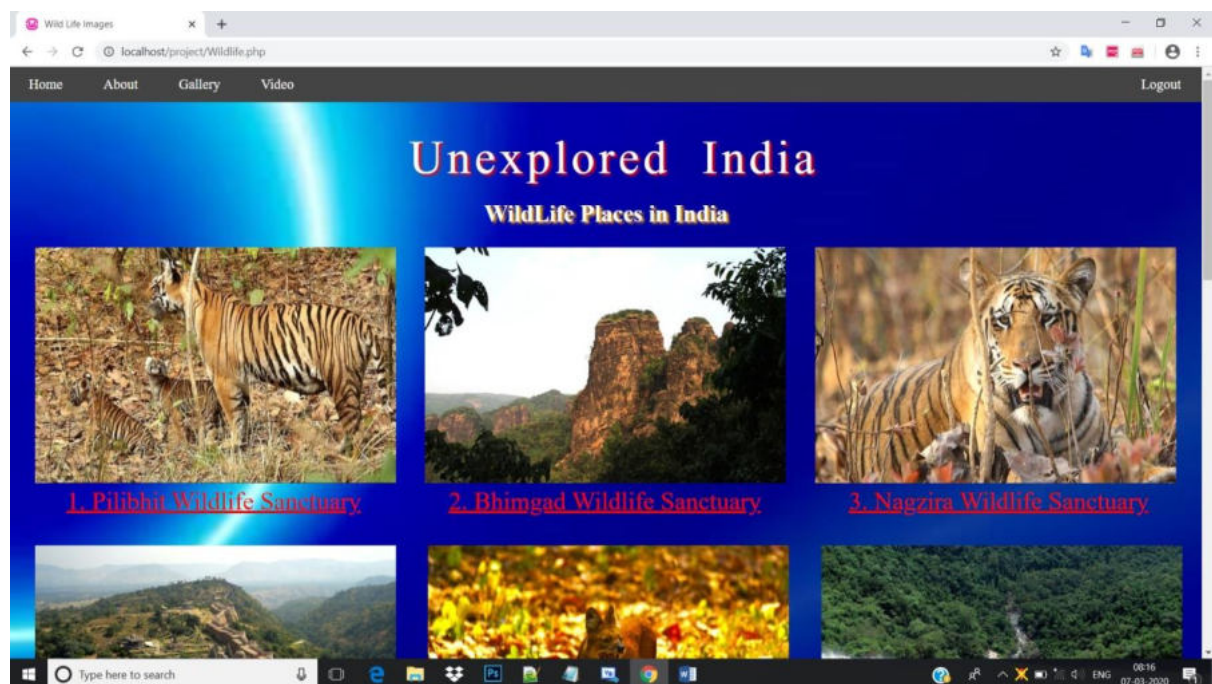 Wild Life Images
localhost/project/Wildlife.php
Home About Gallery Video Logout
Unexplored India
WildLife Places in India
1. Pilibhit Wildlife Sanctuary
2. Bhimgad Wildlife Sanctuary
3. Nagzira Wildlife Sanctuary
Type here to search
Ps
ENG
08:16
07-03-2020